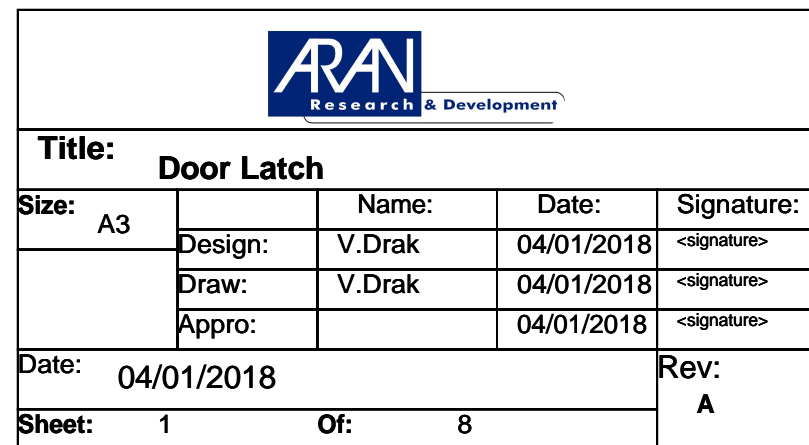 ARAN
Research & Development
Title: Door Latch
Size: A3 Name: Date: Signature:
Design: V.Drak 04/01/2018 <signature>
Draw: V.Drak 04/01/2018 <signature>
Appro: 04/01/2018 <signature>
Date: 04/01/2018 Rev:
A
Sheet: 1 Of: 8